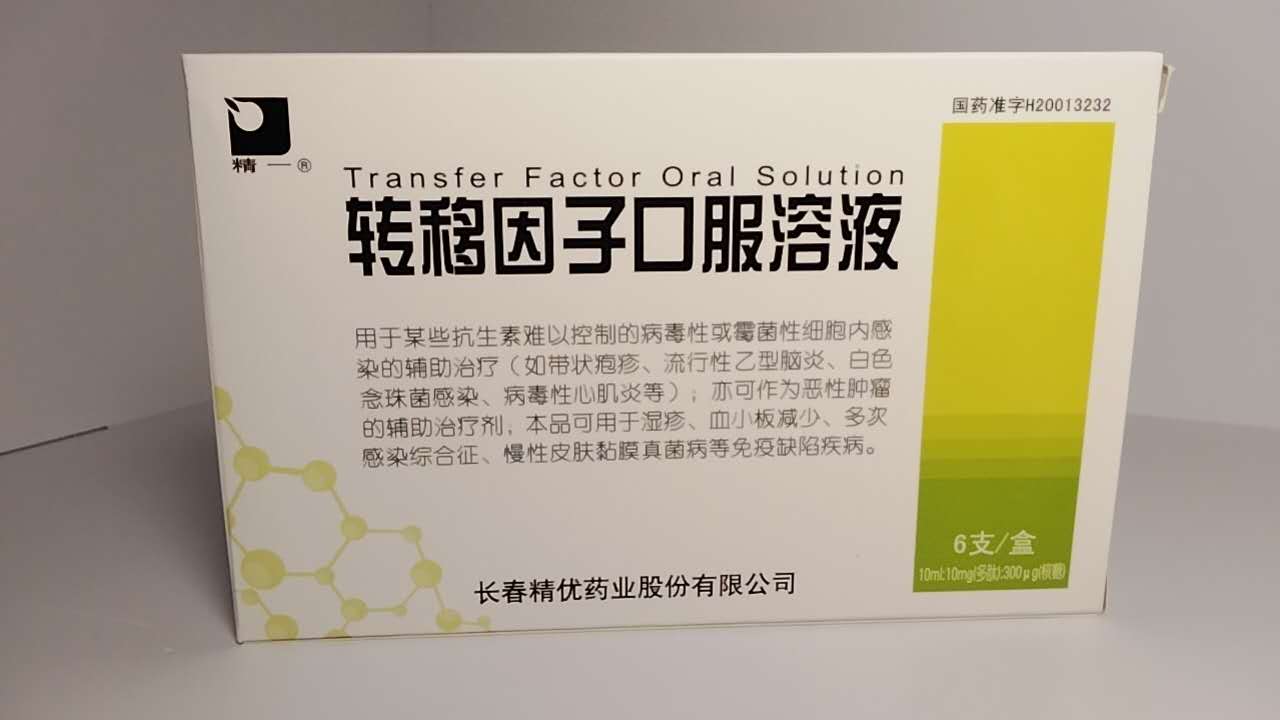 国药准字H20013232
精一®
Transfer Factor Oral Solution
转移因子口服溶液
用于某些抗生素难以控制的病毒性或霉菌性细胞内感
染的辅助治疗（如带状疱疹、流行性乙型脑炎、白色
念珠菌感染、病毒性心肌炎等）；亦可作为恶性肿瘤
的辅助治疗剂，本品可用于湿疹、血小板减少、多次
感染综合征、慢性皮肤黏膜真菌病等免疫缺陷疾病。
6支/盒
10ml:10mg(多肽):300μg(核糖)
长春精优药业股份有限公司